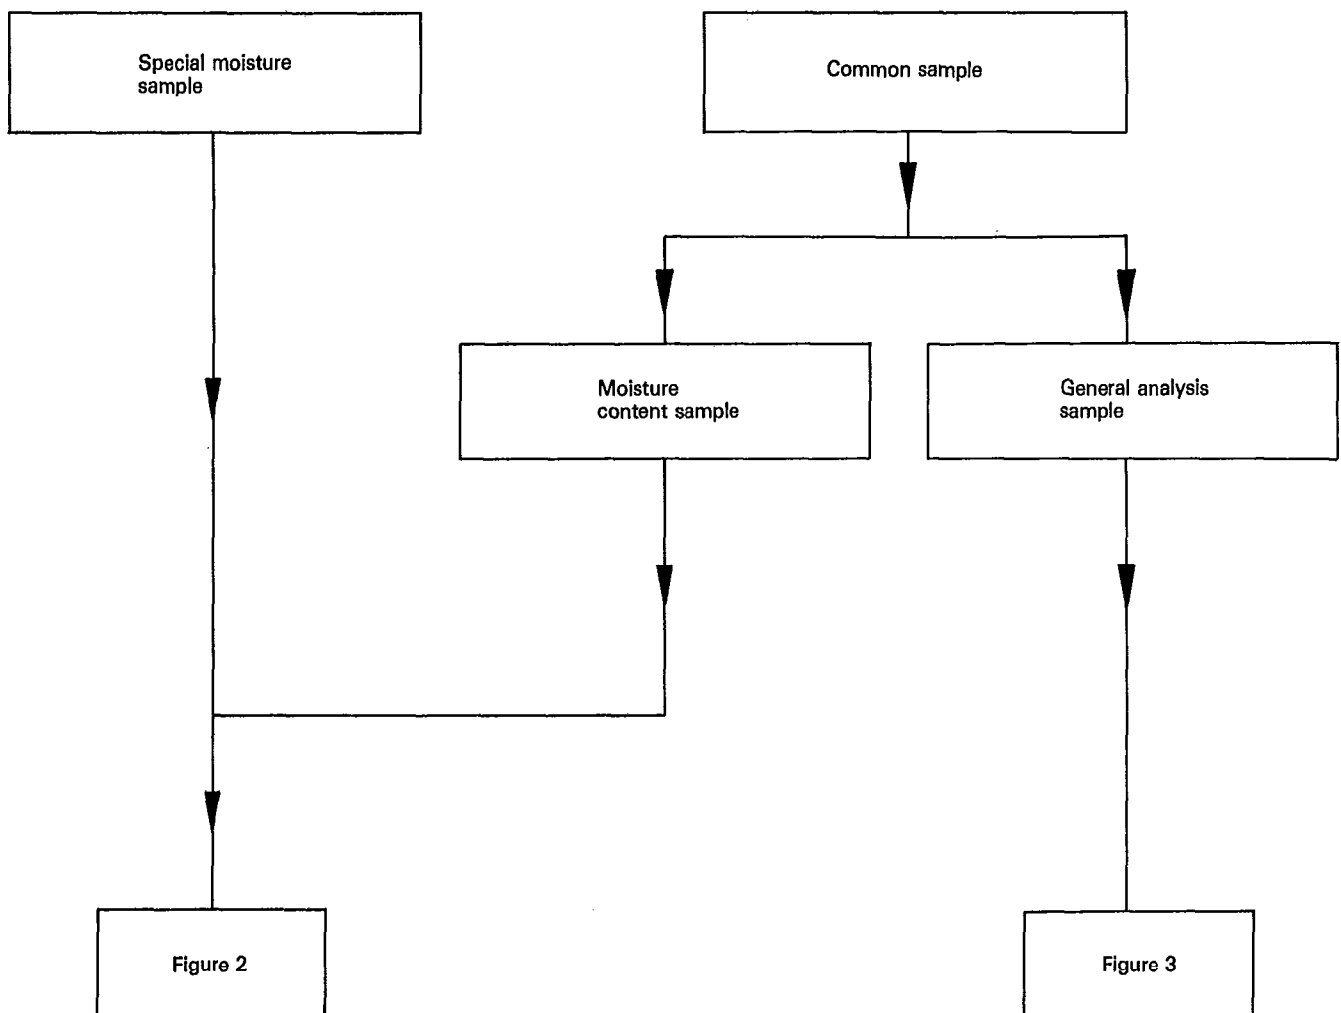 Special moisture
sample
Common sample
Moisture
content sample
General analysis
sample
Figure 2
Figure 3